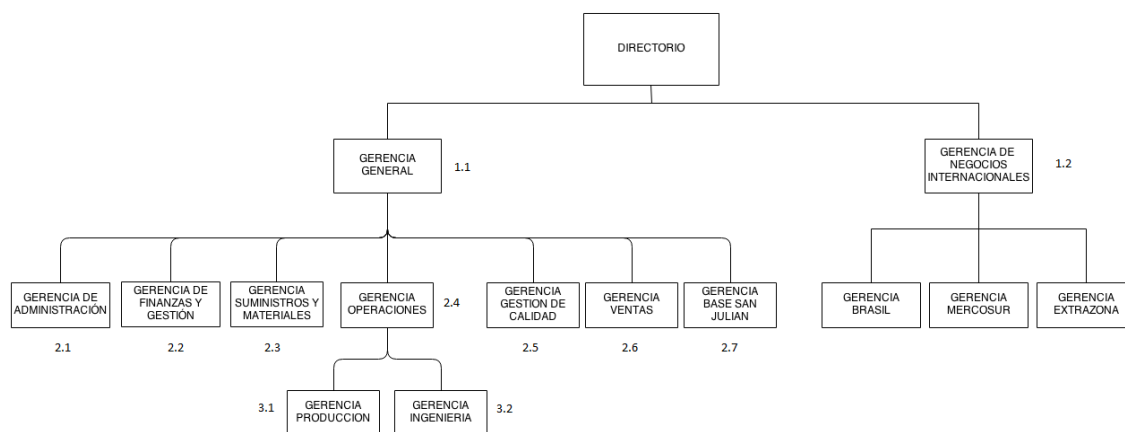 DIRECTORIO
GERENCIA
GENERAL
1.1
GERENCIA DE
NEGOCIOS
INTERNACIONALES
1.2
GERENCIA DE
ADMINISTRACIÓN
GERENCIA DE
FINANZAS Y
GESTIÓN
GERENCIA
SUMINISTROS Y
MATERIALES
GERENCIA
OPERACIONES
2.4
GERENCIA
GESTION DE
CALIDAD
GERENCIA
VENTAS
GERENCIA
BASE SAN
JULIAN
GERENCIA
BRASIL
GERENCIA
MERCOSUR
GERENCIA
EXTRAZONA
2.1
2.2
2.3
2.5
2.6
2.7
3.1
GERENCIA
PRODUCCION
GERENCIA
INGENIERIA
3.2